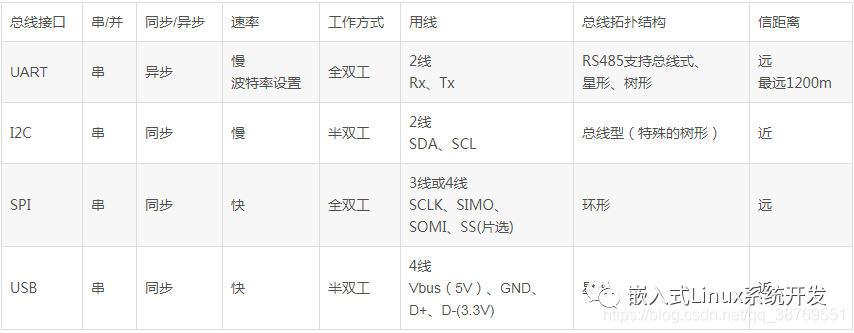 总线接口 串/并 同步/异步 速率 工作方式 用线 总线拓扑结构 信距离
UART 串 异步 慢 波特率设置 全双工 2线 Rx、Tx RS485支持总线式、 星形、树形 远 最远1200m
I2C 串 同步 慢 半双工 2线 SDA、SCL 总线型（特殊的树形） 近
SPI 串 同步 快 全双工 3线或4线 SCLK、SIMO、 SOMI、SS(片选) 环形 远
USB 串 同步 快 半双工 4线 Vbus（5V）、GND、 D+、D-(3.3V) 星 近
嵌入式Linux系统开发
https://blog.csdn.net/qq_38769551